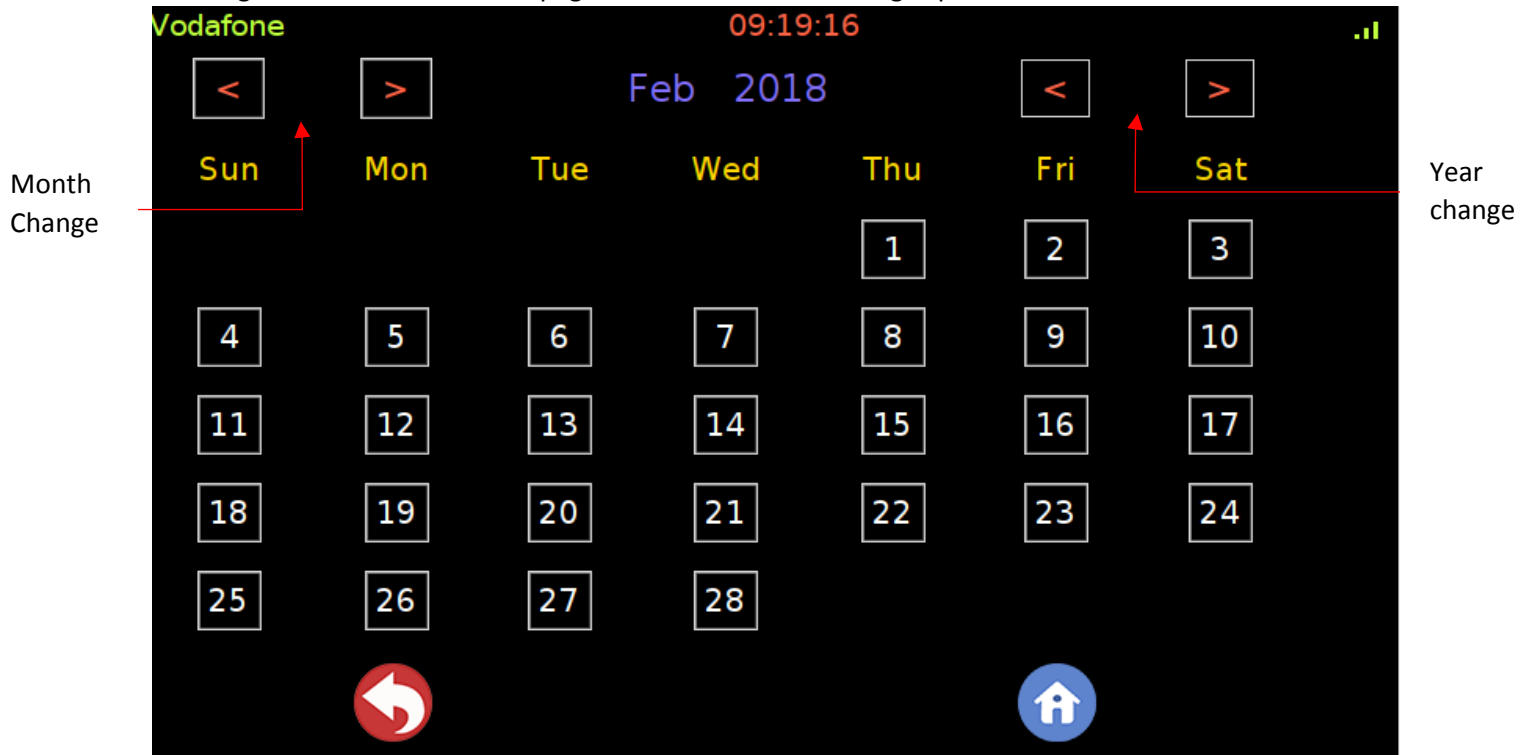 Vodafone 09:19:16
< > Feb 2018 < >
Sun Mon Tue Wed Thu Fri Sat
Month
Change
Year
change
1 2 3
4 5 6 7 8 9 10
11 12 13 14 15 16 17
18 19 20 21 22 23 24
25 26 27 28